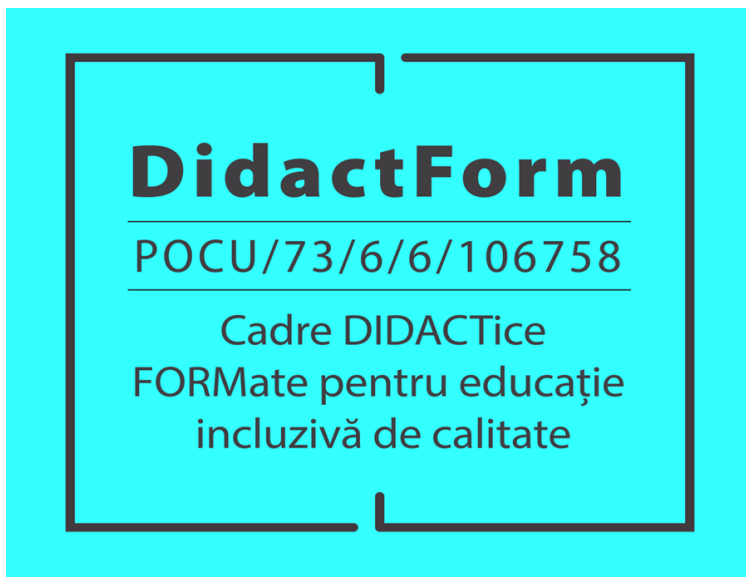 DidactForm
POCU/73/6/6/106758
Cadre DIDACTice
FORMate pentru educație
incluzivă de calitate